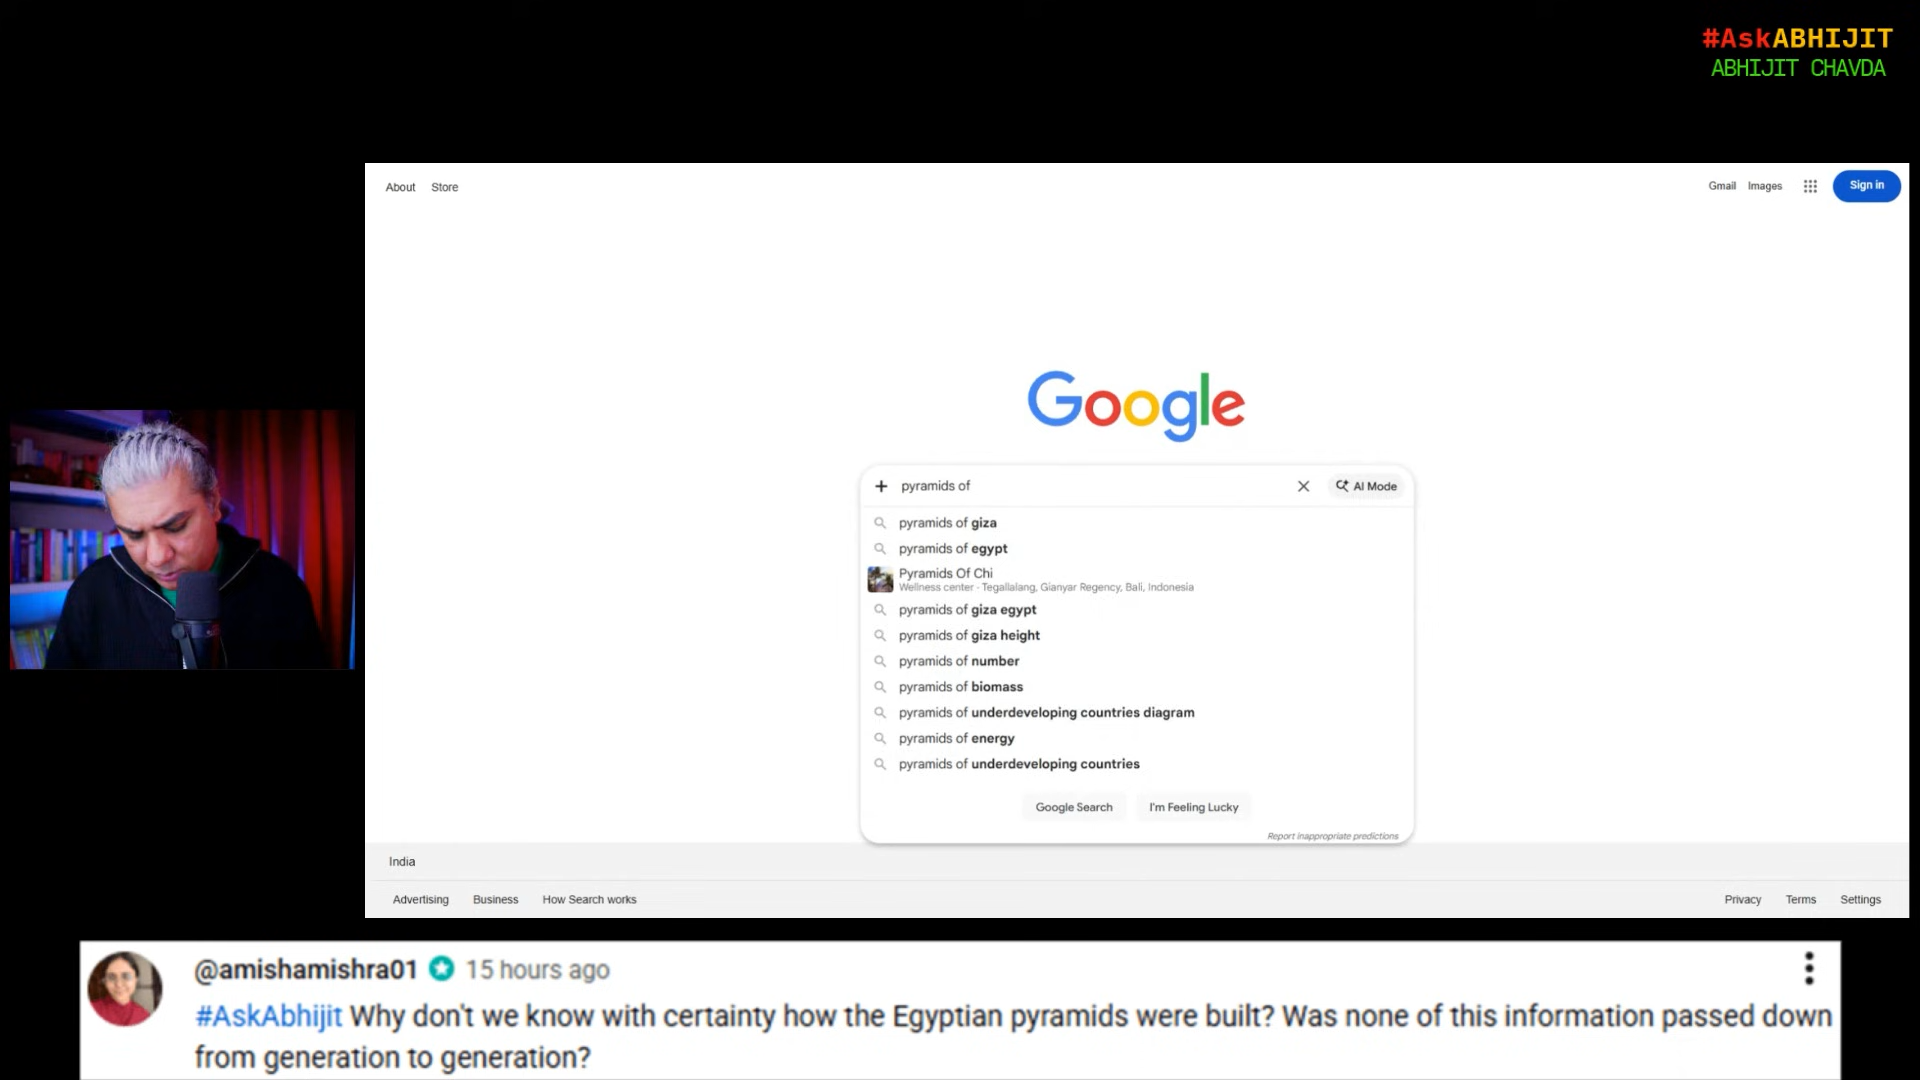 #AskABHIJIT
ABHIJIT CHAVDA
About Store
Gmail Images Sign in
Google
pyramids of AI Mode
pyramids of giza
pyramids of egypt
Pyramids Of Chi
Wellness center · Tegallalang, Gianyar Regency, Bali, Indonesia
pyramids of giza egypt
pyramids of giza height
pyramids of number
pyramids of biomass
pyramids of underdeveloping countries diagram
pyramids of energy
pyramids of underdeveloping countries
Google Search I'm Feeling Lucky
Report inappropriate predictions
India
Advertising Business How Search works
Privacy Terms Settings
@amishamishra01 15 hours ago
#AskAbhijit Why don't we know with certainty how the Egyptian pyramids were built? Was none of this information passed down
from generation to generation?